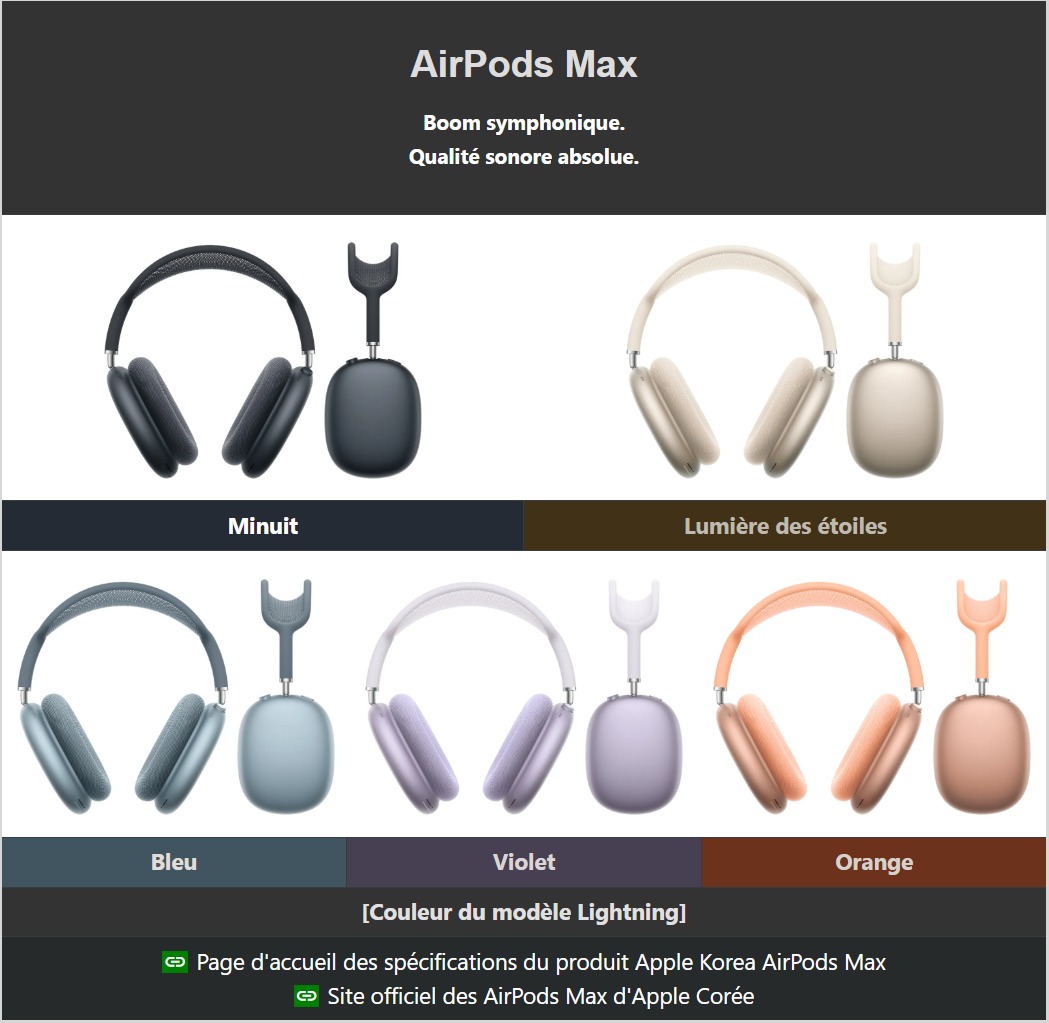 AirPods Max
Boom symphonique.
Qualité sonore absolue.
Minuit
Lumière des étoiles
Bleu
Violet
Orange
[Couleur du modèle Lightning]
Page d'accueil des spécifications du produit Apple Korea AirPods Max
Site officiel des AirPods Max d'Apple Corée